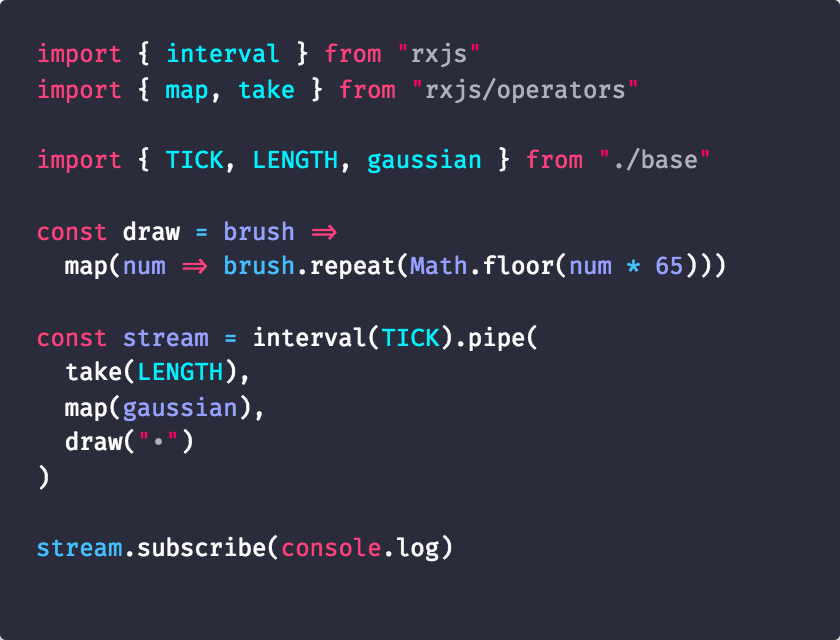 import { interval } from "rxjs"
import { map, take } from "rxjs/operators"
import { TICK, LENGTH, gaussian } from "./base"
const draw = brush =>
map(num => brush.repeat(Math.floor(num * 65)))
const stream = interval(TICK).pipe(
take(LENGTH),
map(gaussian),
draw("•")
)
stream.subscribe(console.log)